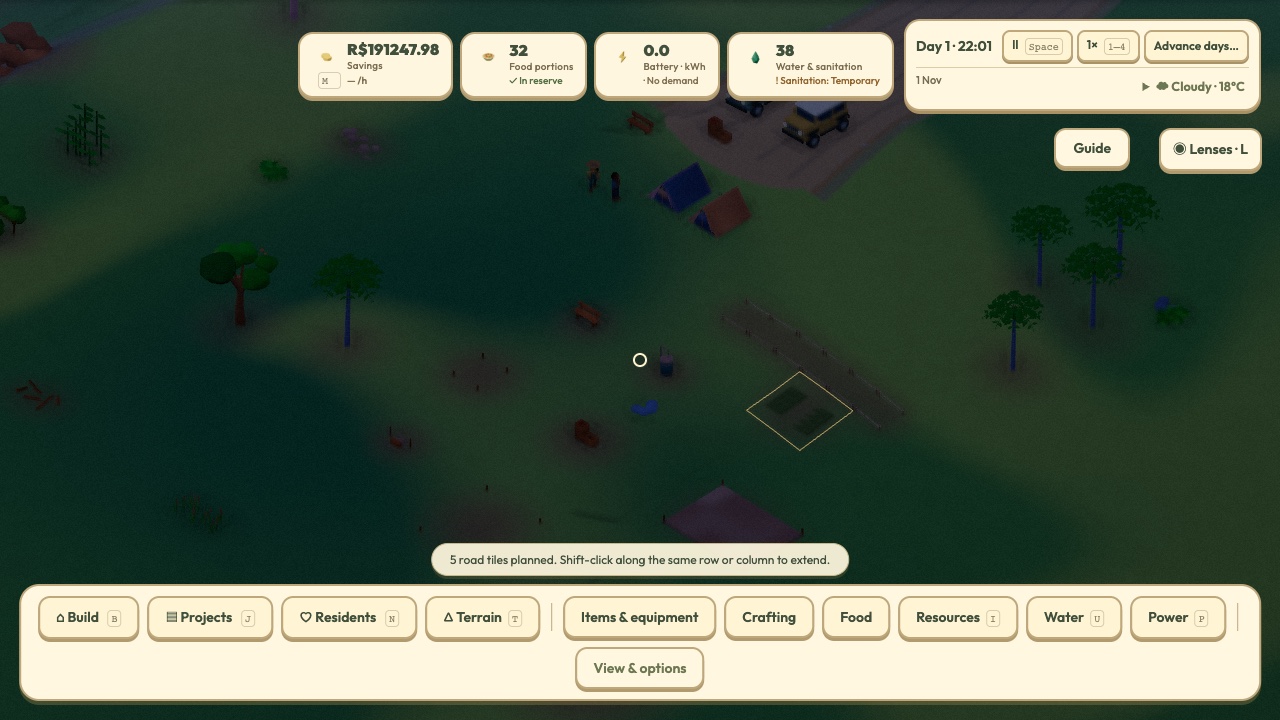 R$191247.98
Savings
M — /h
32
Food portions
✓ In reserve
0.0
Battery · kWh
· No demand
38
Water & sanitation
! Sanitation: Temporary
Day 1 · 22:01
II Space
1× 1–4
Advance days...
1 Nov
▶ Cloudy · 18°C
Guide
◉ Lenses · L
5 road tiles planned. Shift-click along the same row or column to extend.
⌂ Build B
▤ Projects J
♡ Residents N
△ Terrain T
Items & equipment
Crafting
Food
Resources I
Water U
Power P
View & options